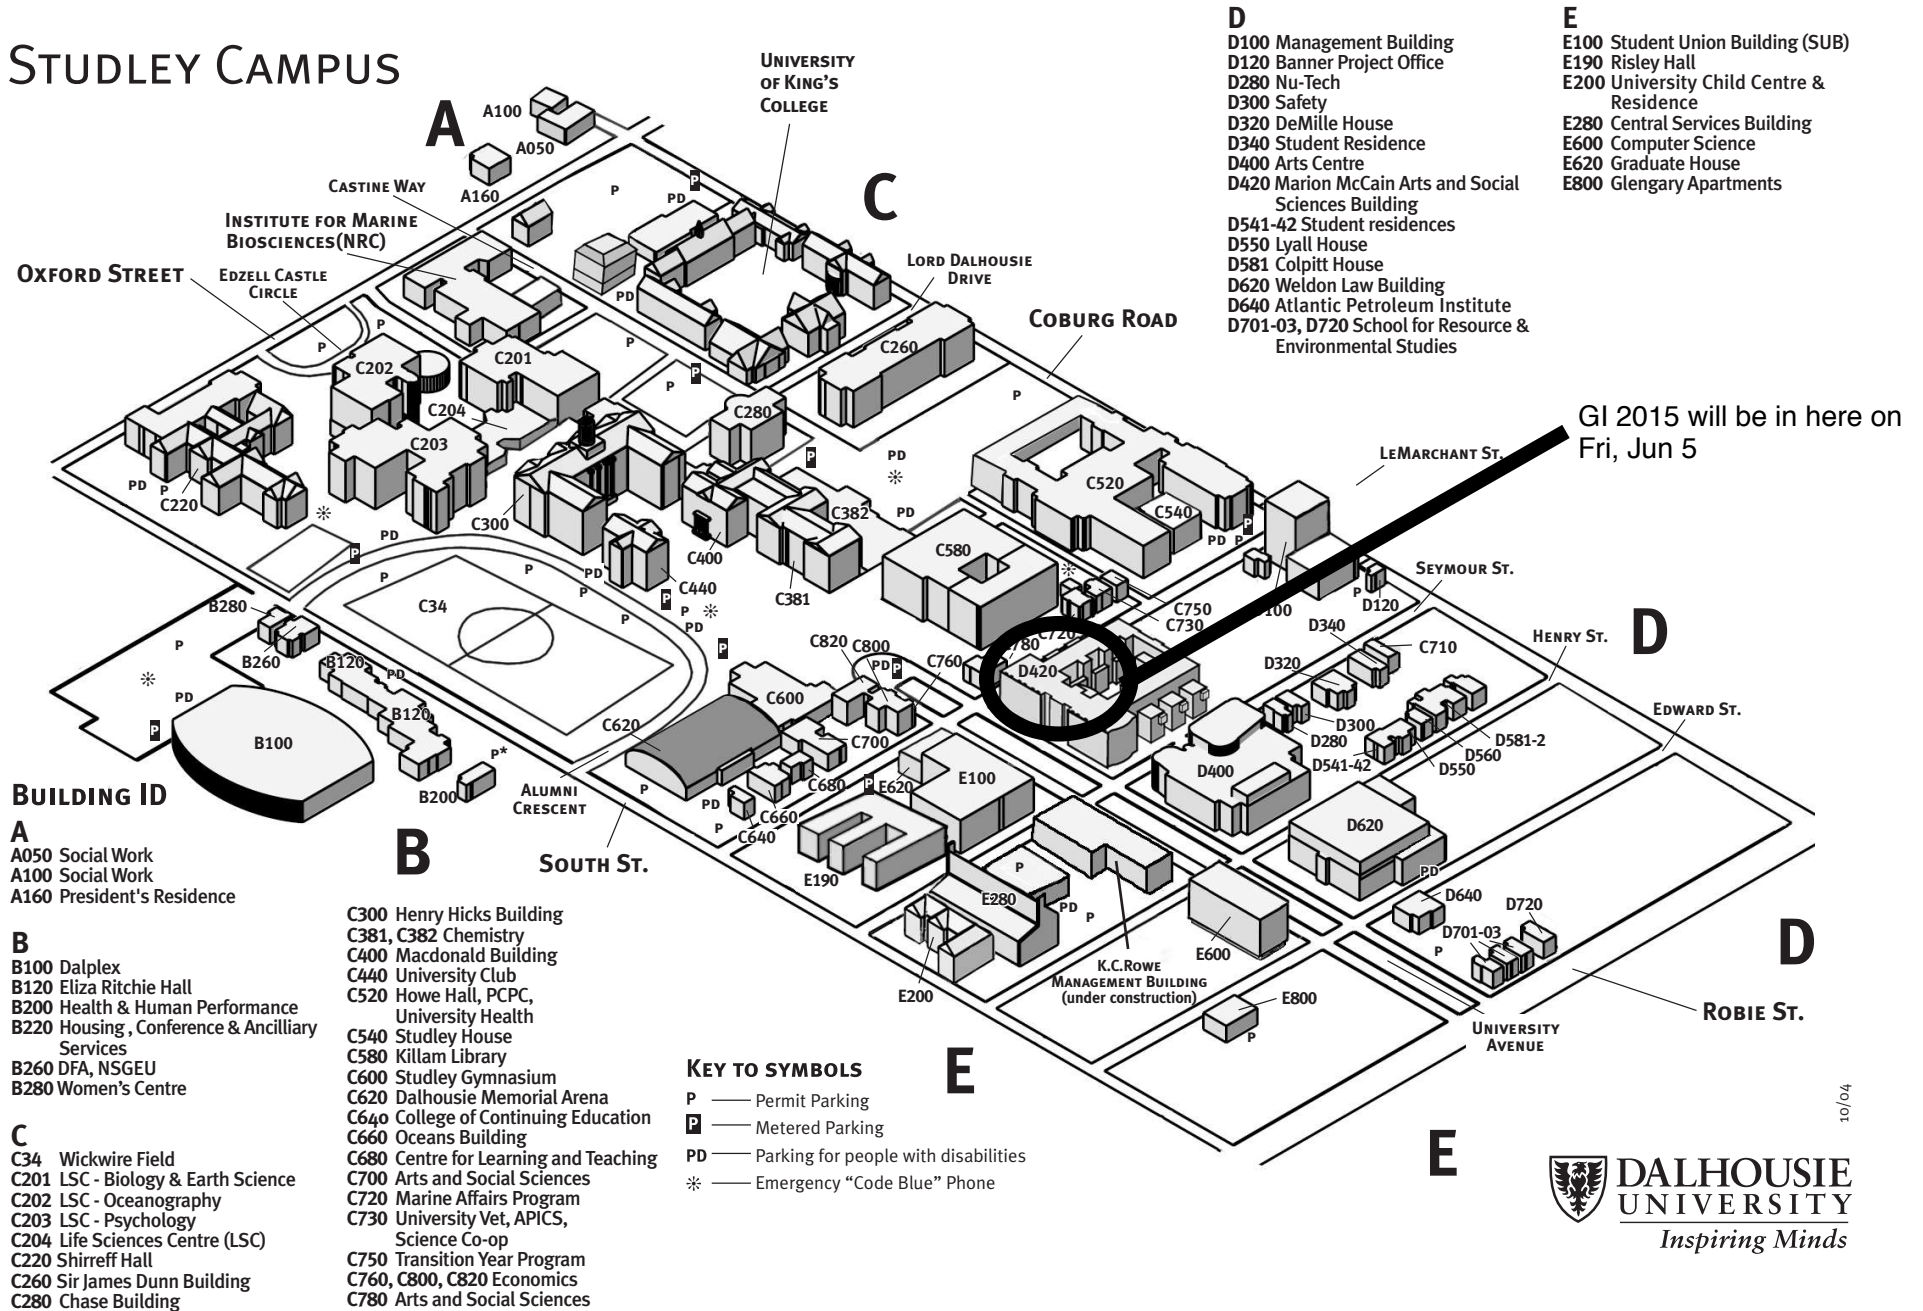 STUDLEY CAMPUS
A
A100
A050
A160
CASTINE WAY
INSTITUTE FOR MARINE
BIOSCIENCES(NRC)
OXFORD STREET
EDZELL CASTLE
CIRCLE
UNIVERSITY
OF KING'S
COLLEGE
C
LORD DALHOUSIE
DRIVE
COBURG ROAD
D
D100 Management Building
D120 Banner Project Office
D280 Nu-Tech
D300 Safety
D320 DeMille House
D340 Student Residence
D400 Arts Centre
D420 Marion McCain Arts and Social
Sciences Building
D541-42 Student residences
D550 Lyall House
D581 Colpitt House
D620 Weldon Law Building
D640 Atlantic Petroleum Institute
D701-03, D720 School for Resource &
Environmental Studies
E
E100 Student Union Building (SUB)
E190 Risley Hall
E200 University Child Centre &
Residence
E280 Central Services Building
E600 Computer Science
E620 Graduate House
E800 Glengary Apartments
GI 2015 will be in here on
Fri, Jun 5
LEMARCHANT ST.
SEYMOUR ST.
HENRY ST.
D
EDWARD ST.
P
PD
P
PD
P
P
P
P
P
P
P
C202
C201
C204
C203
C260
C280
C220
PD
P
C300
C400
C440
C382
C381
PD
PD
C520
C540
PD
P
P
C580
C750
C730
C720
D120
P
D340
C710
D320
D300
D280
D581-2
D560
D550
D541-42
D420
D400
D620
PD
P
PD
P
P
P
PD
P
P
PD
P
C34
B280
B260
B120
PD
B120
P
PD
P
B100
P*
B200
C820
C800
PD
P
C760
C600
C620
C700
C680
C660
C640
P
PD
P
P
E620
E100
E190
E280
P
PD
P
E200
E600
E800
P
D640
D720
D701-03
P
ALUMNI
CRESCENT
SOUTH ST.
B
K.C.ROWE
MANAGEMENT BUILDING
(under construction)
UNIVERSITY
AVENUE
ROBIE ST.
D
E
E
BUILDING ID
A
A050 Social Work
A100 Social Work
A160 President's Residence
B
B100 Dalplex
B120 Eliza Ritchie Hall
B200 Health & Human Performance
B220 Housing , Conference & Ancilliary
Services
B260 DFA, NSGEU
B280 Women's Centre
C
C34 Wickwire Field
C201 LSC - Biology & Earth Science
C202 LSC - Oceanography
C203 LSC - Psychology
C204 Life Sciences Centre (LSC)
C220 Shirreff Hall
C260 Sir James Dunn Building
C280 Chase Building
C300 Henry Hicks Building
C381, C382 Chemistry
C400 Macdonald Building
C440 University Club
C520 Howe Hall, PCPC,
University Health
C540 Studley House
C580 Killam Library
C600 Studley Gymnasium
C620 Dalhousie Memorial Arena
C640 College of Continuing Education
C660 Oceans Building
C680 Centre for Learning and Teaching
C700 Arts and Social Sciences
C720 Marine Affairs Program
C730 University Vet, APICS,
Science Co-op
C750 Transition Year Program
C760, C800, C820 Economics
C780 Arts and Social Sciences
KEY TO SYMBOLS
P Permit Parking
P Metered Parking
PD Parking for people with disabilities
Emergency “Code Blue” Phone
10/04
DALHOUSIE
UNIVERSITY
Inspiring Minds